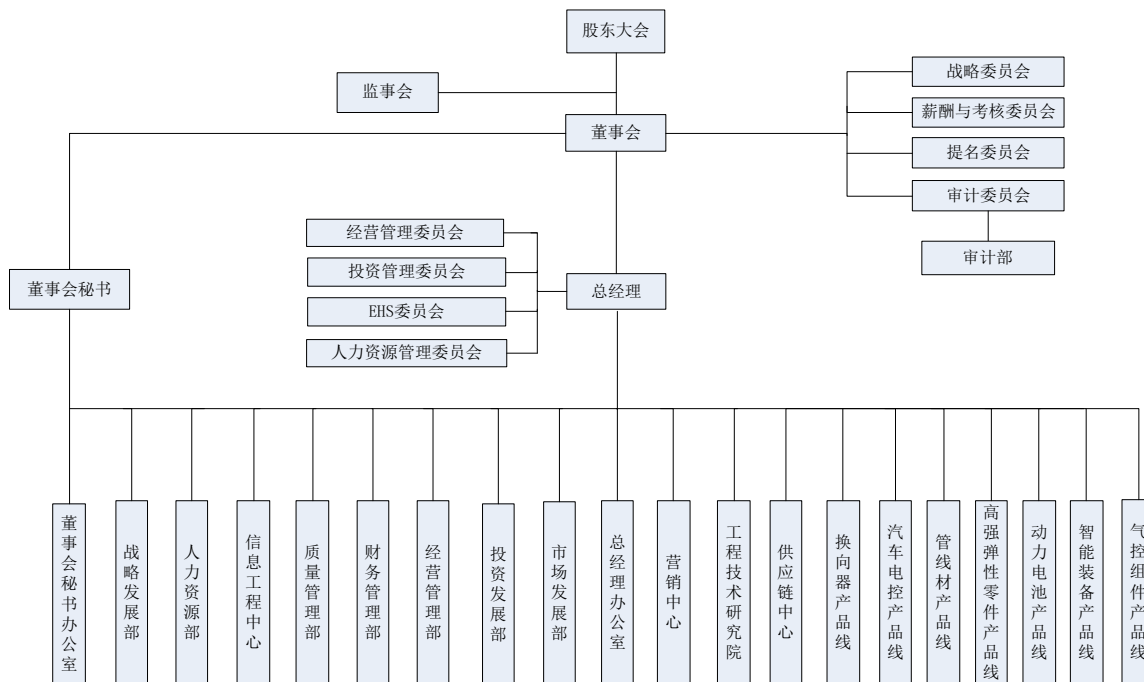 股东大会
监事会
董事会
战略委员会
薪酬与考核委员会
提名委员会
审计委员会
审计部
经营管理委员会
投资管理委员会
EHS委员会
人力资源管理委员会
董事会秘书
总经理
董事会秘书办公室
战略发展部
人力资源部
信息工程中心
质量管理部
财务管理部
经营管理部
投资发展部
市场发展部
总经理办公室
营销中心
工程技术研究院
供应链中心
换向器产品线
汽车电控产品线
管线材产品线
高强弹性零件产品线
动力电池产品线
智能装备产品线
气控组件产品线